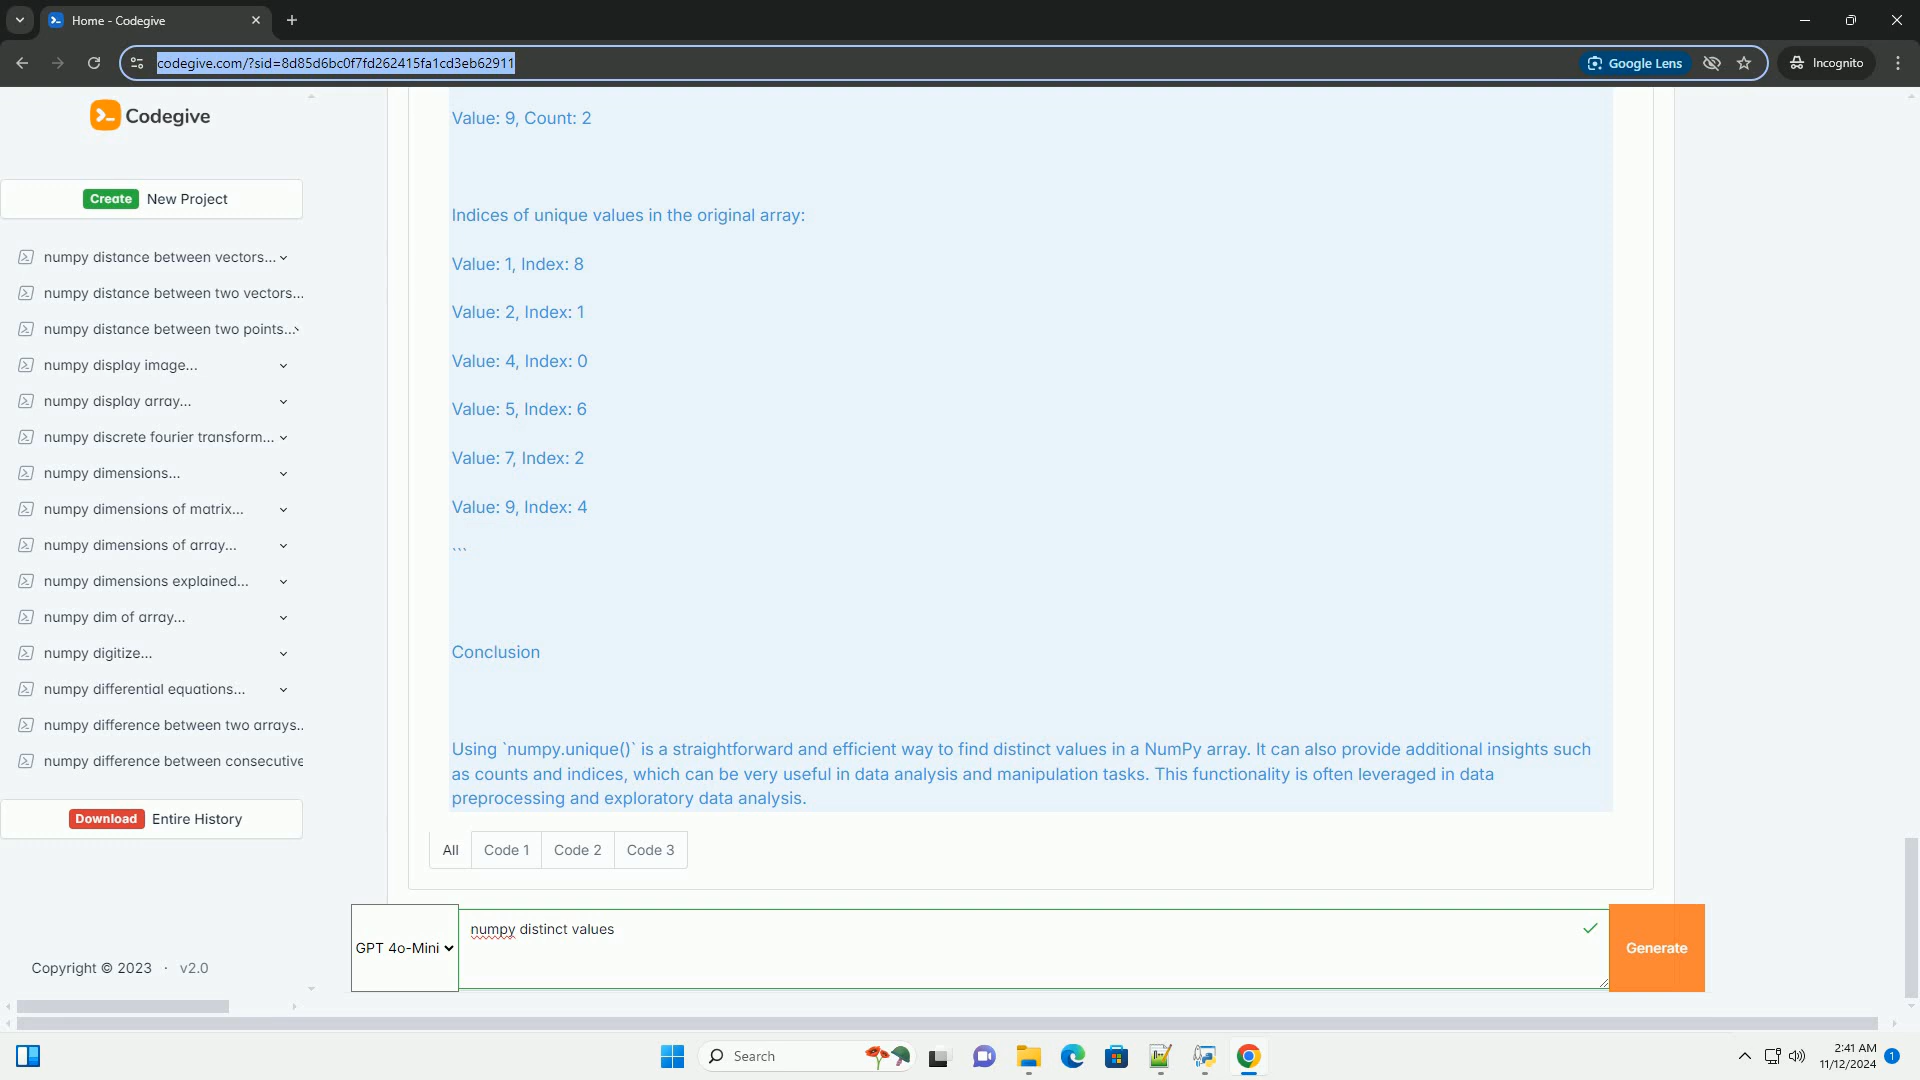 Home - Codegive
codegive.com/?sid=8d85d6bc0f7fd262415fa1cd3eb62911
Google Lens
Incognito
Codegive
Create New Project
numpy distance between vectors...
numpy distance between two vectors...
numpy distance between two points...
numpy display image...
numpy display array...
numpy discrete fourier transform...
numpy dimensions...
numpy dimensions of matrix...
numpy dimensions of array...
numpy dimensions explained...
numpy dim of array...
numpy digitize...
numpy differential equations...
numpy difference between two arrays..
numpy difference between consecutive
Download Entire History
Copyright © 2023 · v2.0
Value: 9, Count: 2
Indices of unique values in the original array:
Value: 1, Index: 8
Value: 2, Index: 1
Value: 4, Index: 0
Value: 5, Index: 6
Value: 7, Index: 2
Value: 9, Index: 4
```
Conclusion
Using `numpy.unique()` is a straightforward and efficient way to find distinct values in a NumPy array. It can also provide additional insights such
as counts and indices, which can be very useful in data analysis and manipulation tasks. This functionality is often leveraged in data
preprocessing and exploratory data analysis.
All Code 1 Code 2 Code 3
GPT 4o-Mini
numpy distinct values
Generate
Search
2:41 AM
11/12/2024
1